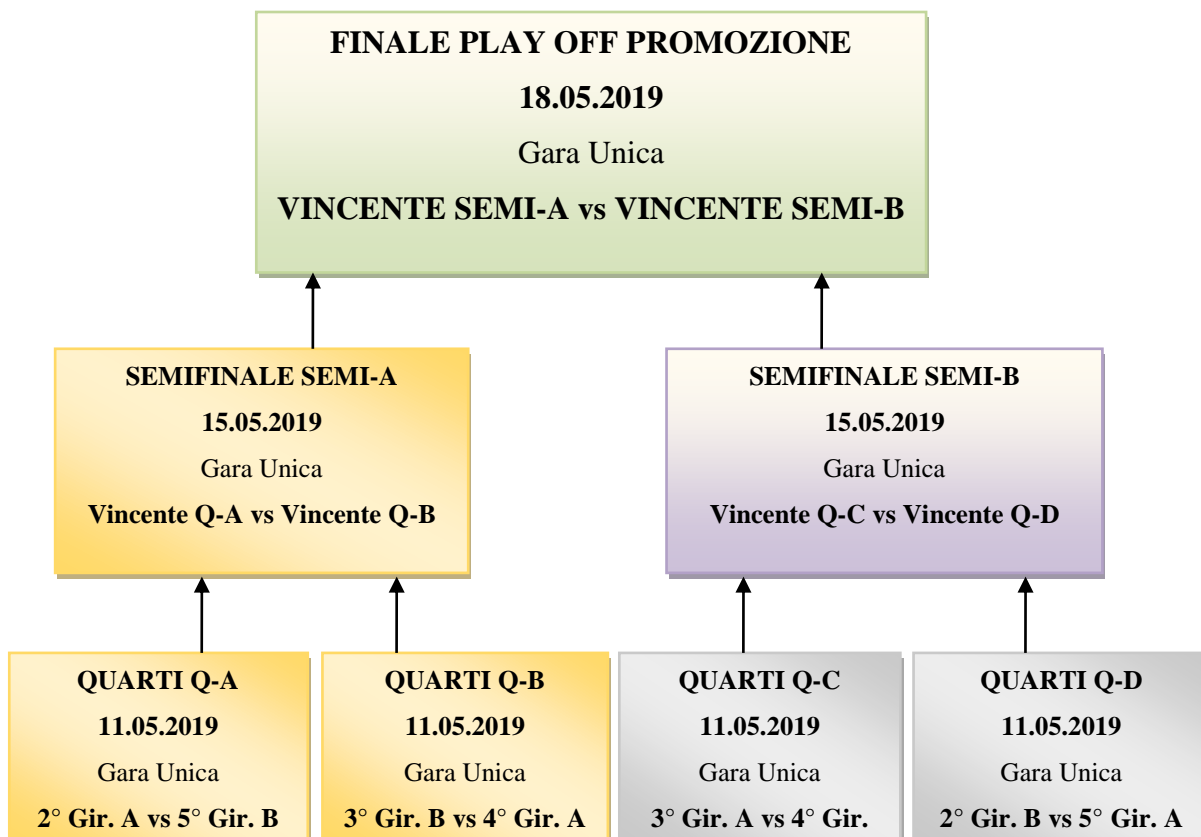 FINALE PLAY OFF PROMOZIONE
18.05.2019
Gara Unica
VINCENTE SEMI-A vs VINCENTE SEMI-B
SEMIFINALE SEMI-A
15.05.2019
Gara Unica
Vincente Q-A vs Vincente Q-B
SEMIFINALE SEMI-B
15.05.2019
Gara Unica
Vincente Q-C vs Vincente Q-D
QUARTI Q-A
11.05.2019
Gara Unica
2° Gir. A vs 5° Gir. B
QUARTI Q-B
11.05.2019
Gara Unica
3° Gir. B vs 4° Gir. A
QUARTI Q-C
11.05.2019
Gara Unica
3° Gir. A vs 4° Gir.
QUARTI Q-D
11.05.2019
Gara Unica
2° Gir. B vs 5° Gir. A